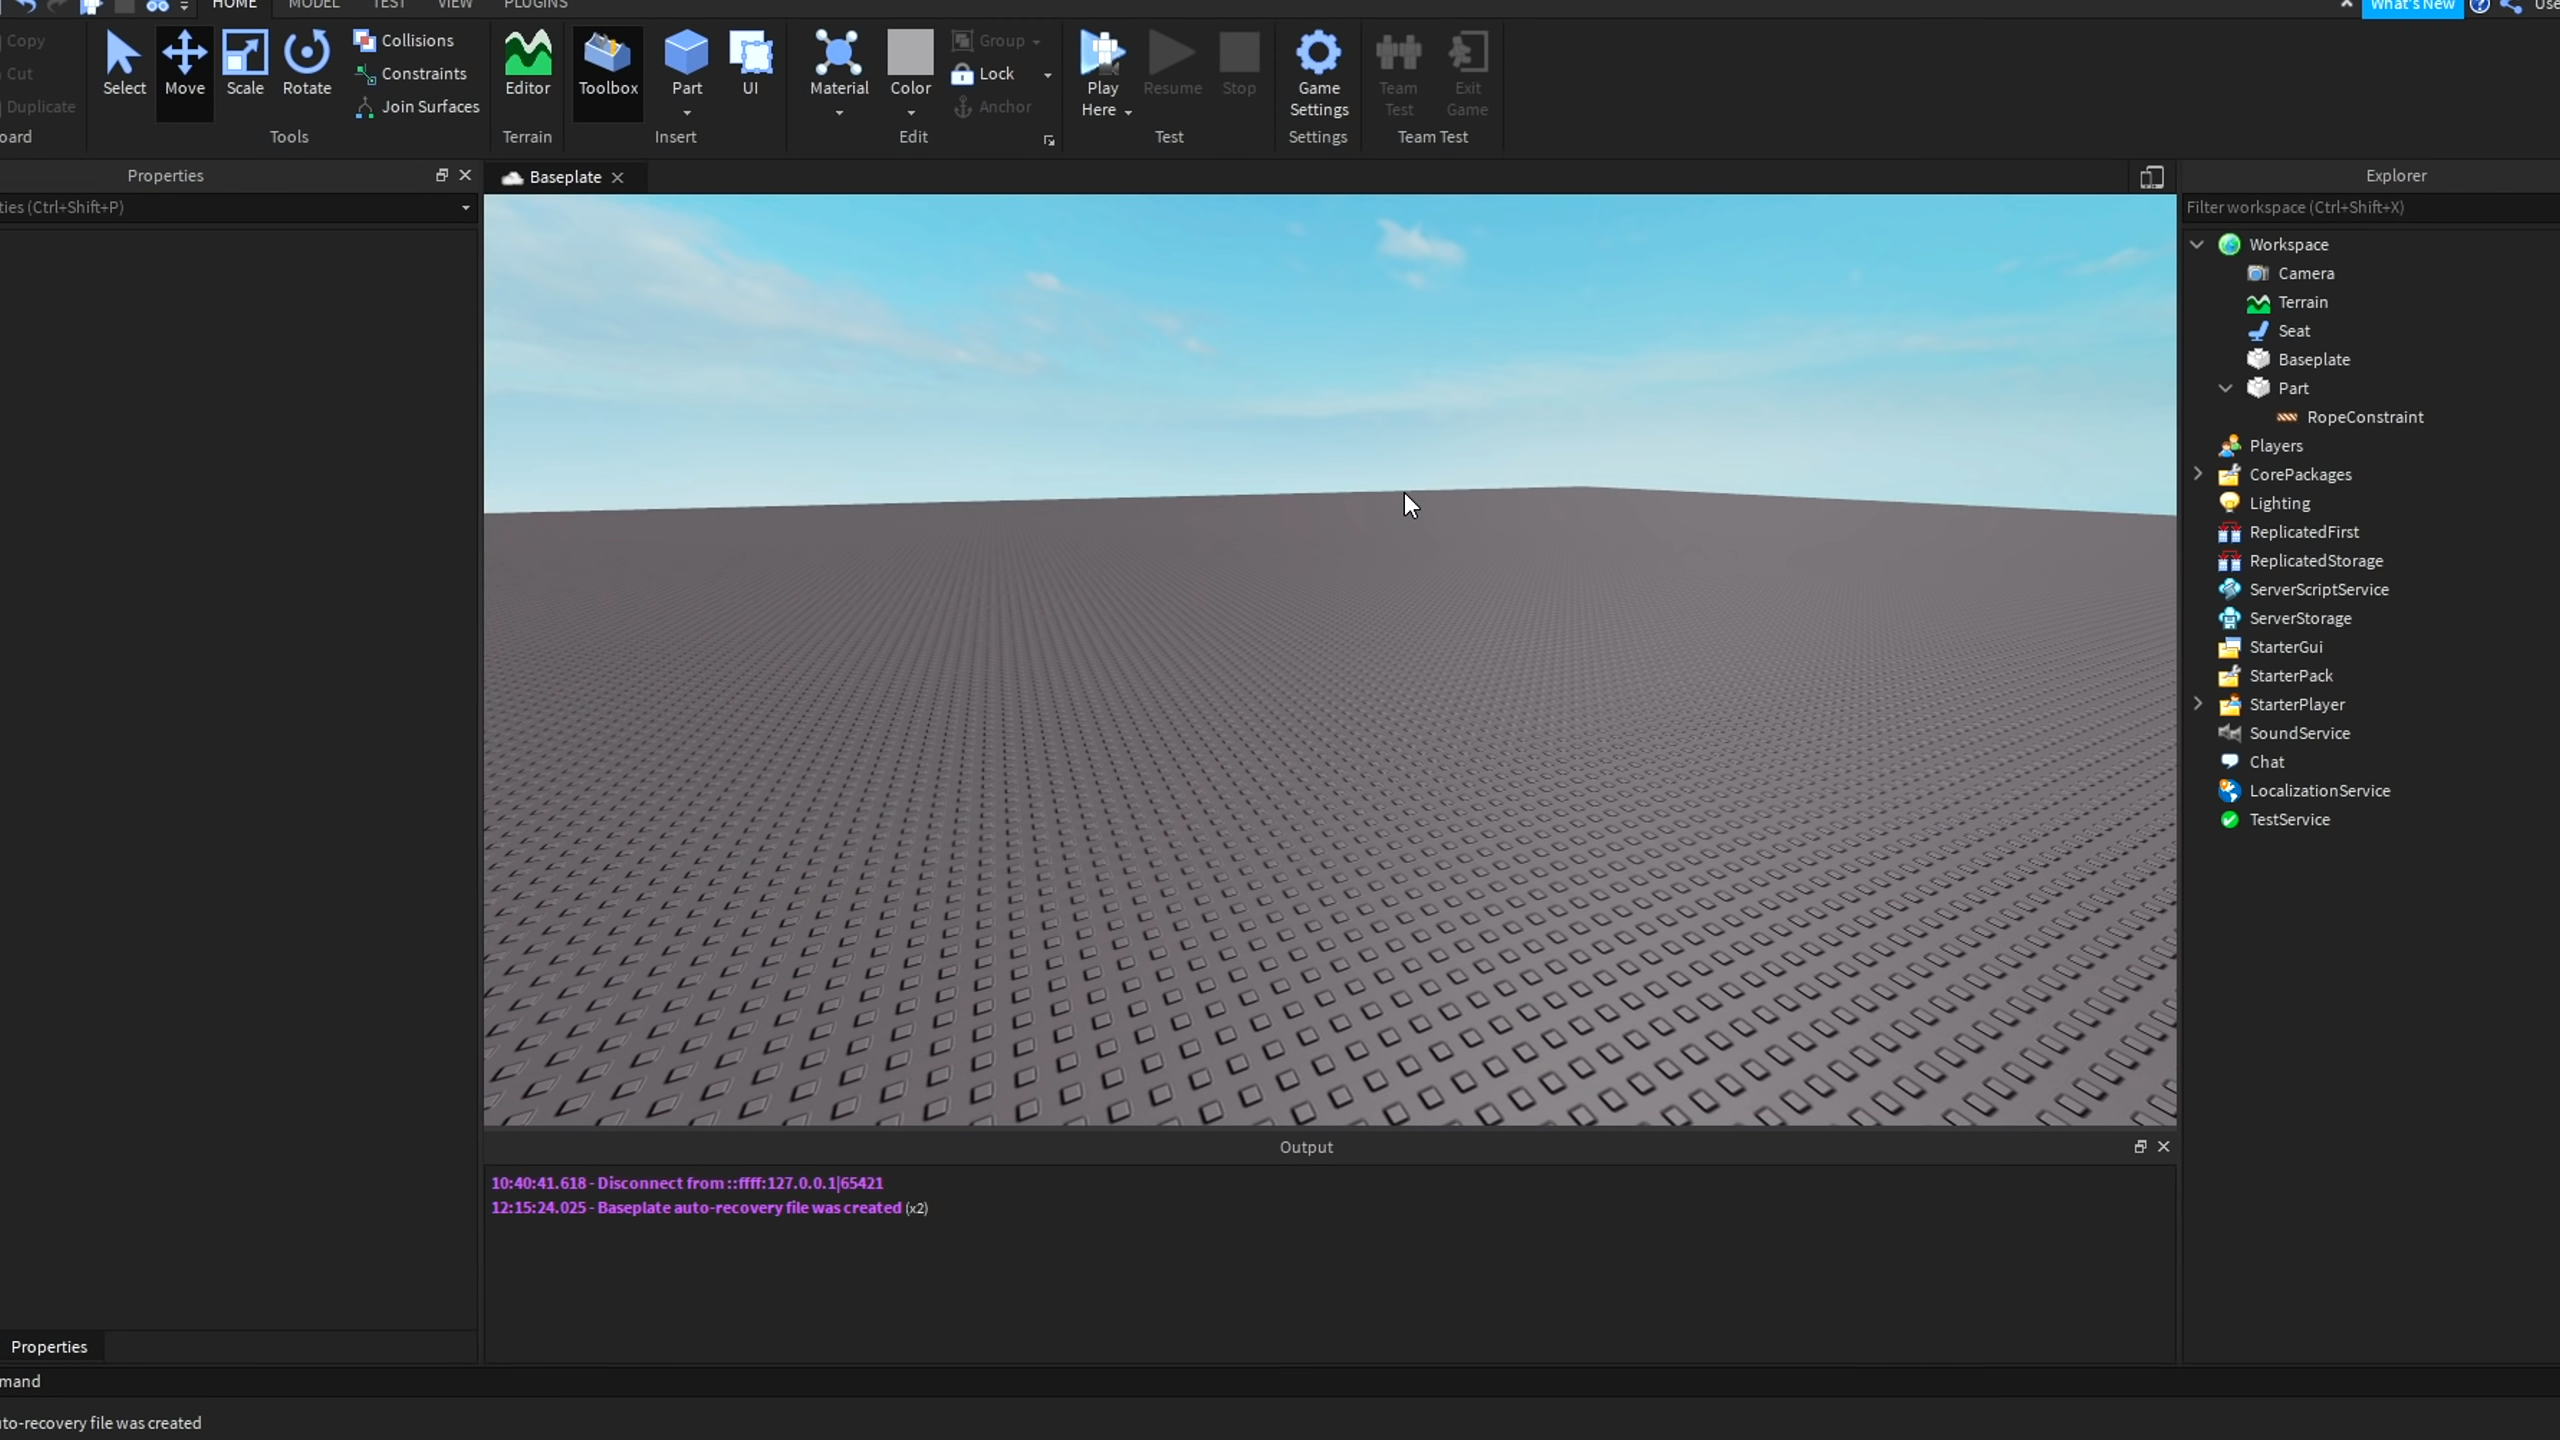 HOME MODEL TEST VIEW PLUGINS
What's New
Use
Copy
Cut
Duplicate
oard
Select
Move
Scale
Rotate
Collisions
Constraints
Join Surfaces
Tools
Editor
Terrain
Toolbox
Part
UI
Insert
Material
Color
Group
Lock
Anchor
Edit
Play
Here
Resume
Stop
Test
Game
Settings
Settings
Team
Test
Exit
Game
Team Test
Properties
ties (Ctrl+Shift+P)
Baseplate
Explorer
Filter workspace (Ctrl+Shift+X)
Workspace
Camera
Terrain
Seat
Baseplate
Part
RopeConstraint
Players
CorePackages
Lighting
ReplicatedFirst
ReplicatedStorage
ServerScriptService
ServerStorage
StarterGui
StarterPack
StarterPlayer
SoundService
Chat
LocalizationService
TestService
Output
10:40:41.618 - Disconnect from ::ffff:127.0.0.1|65421
12:15:24.025 - Baseplate auto-recovery file was created (x2)
Properties
mand
uto-recovery file was created